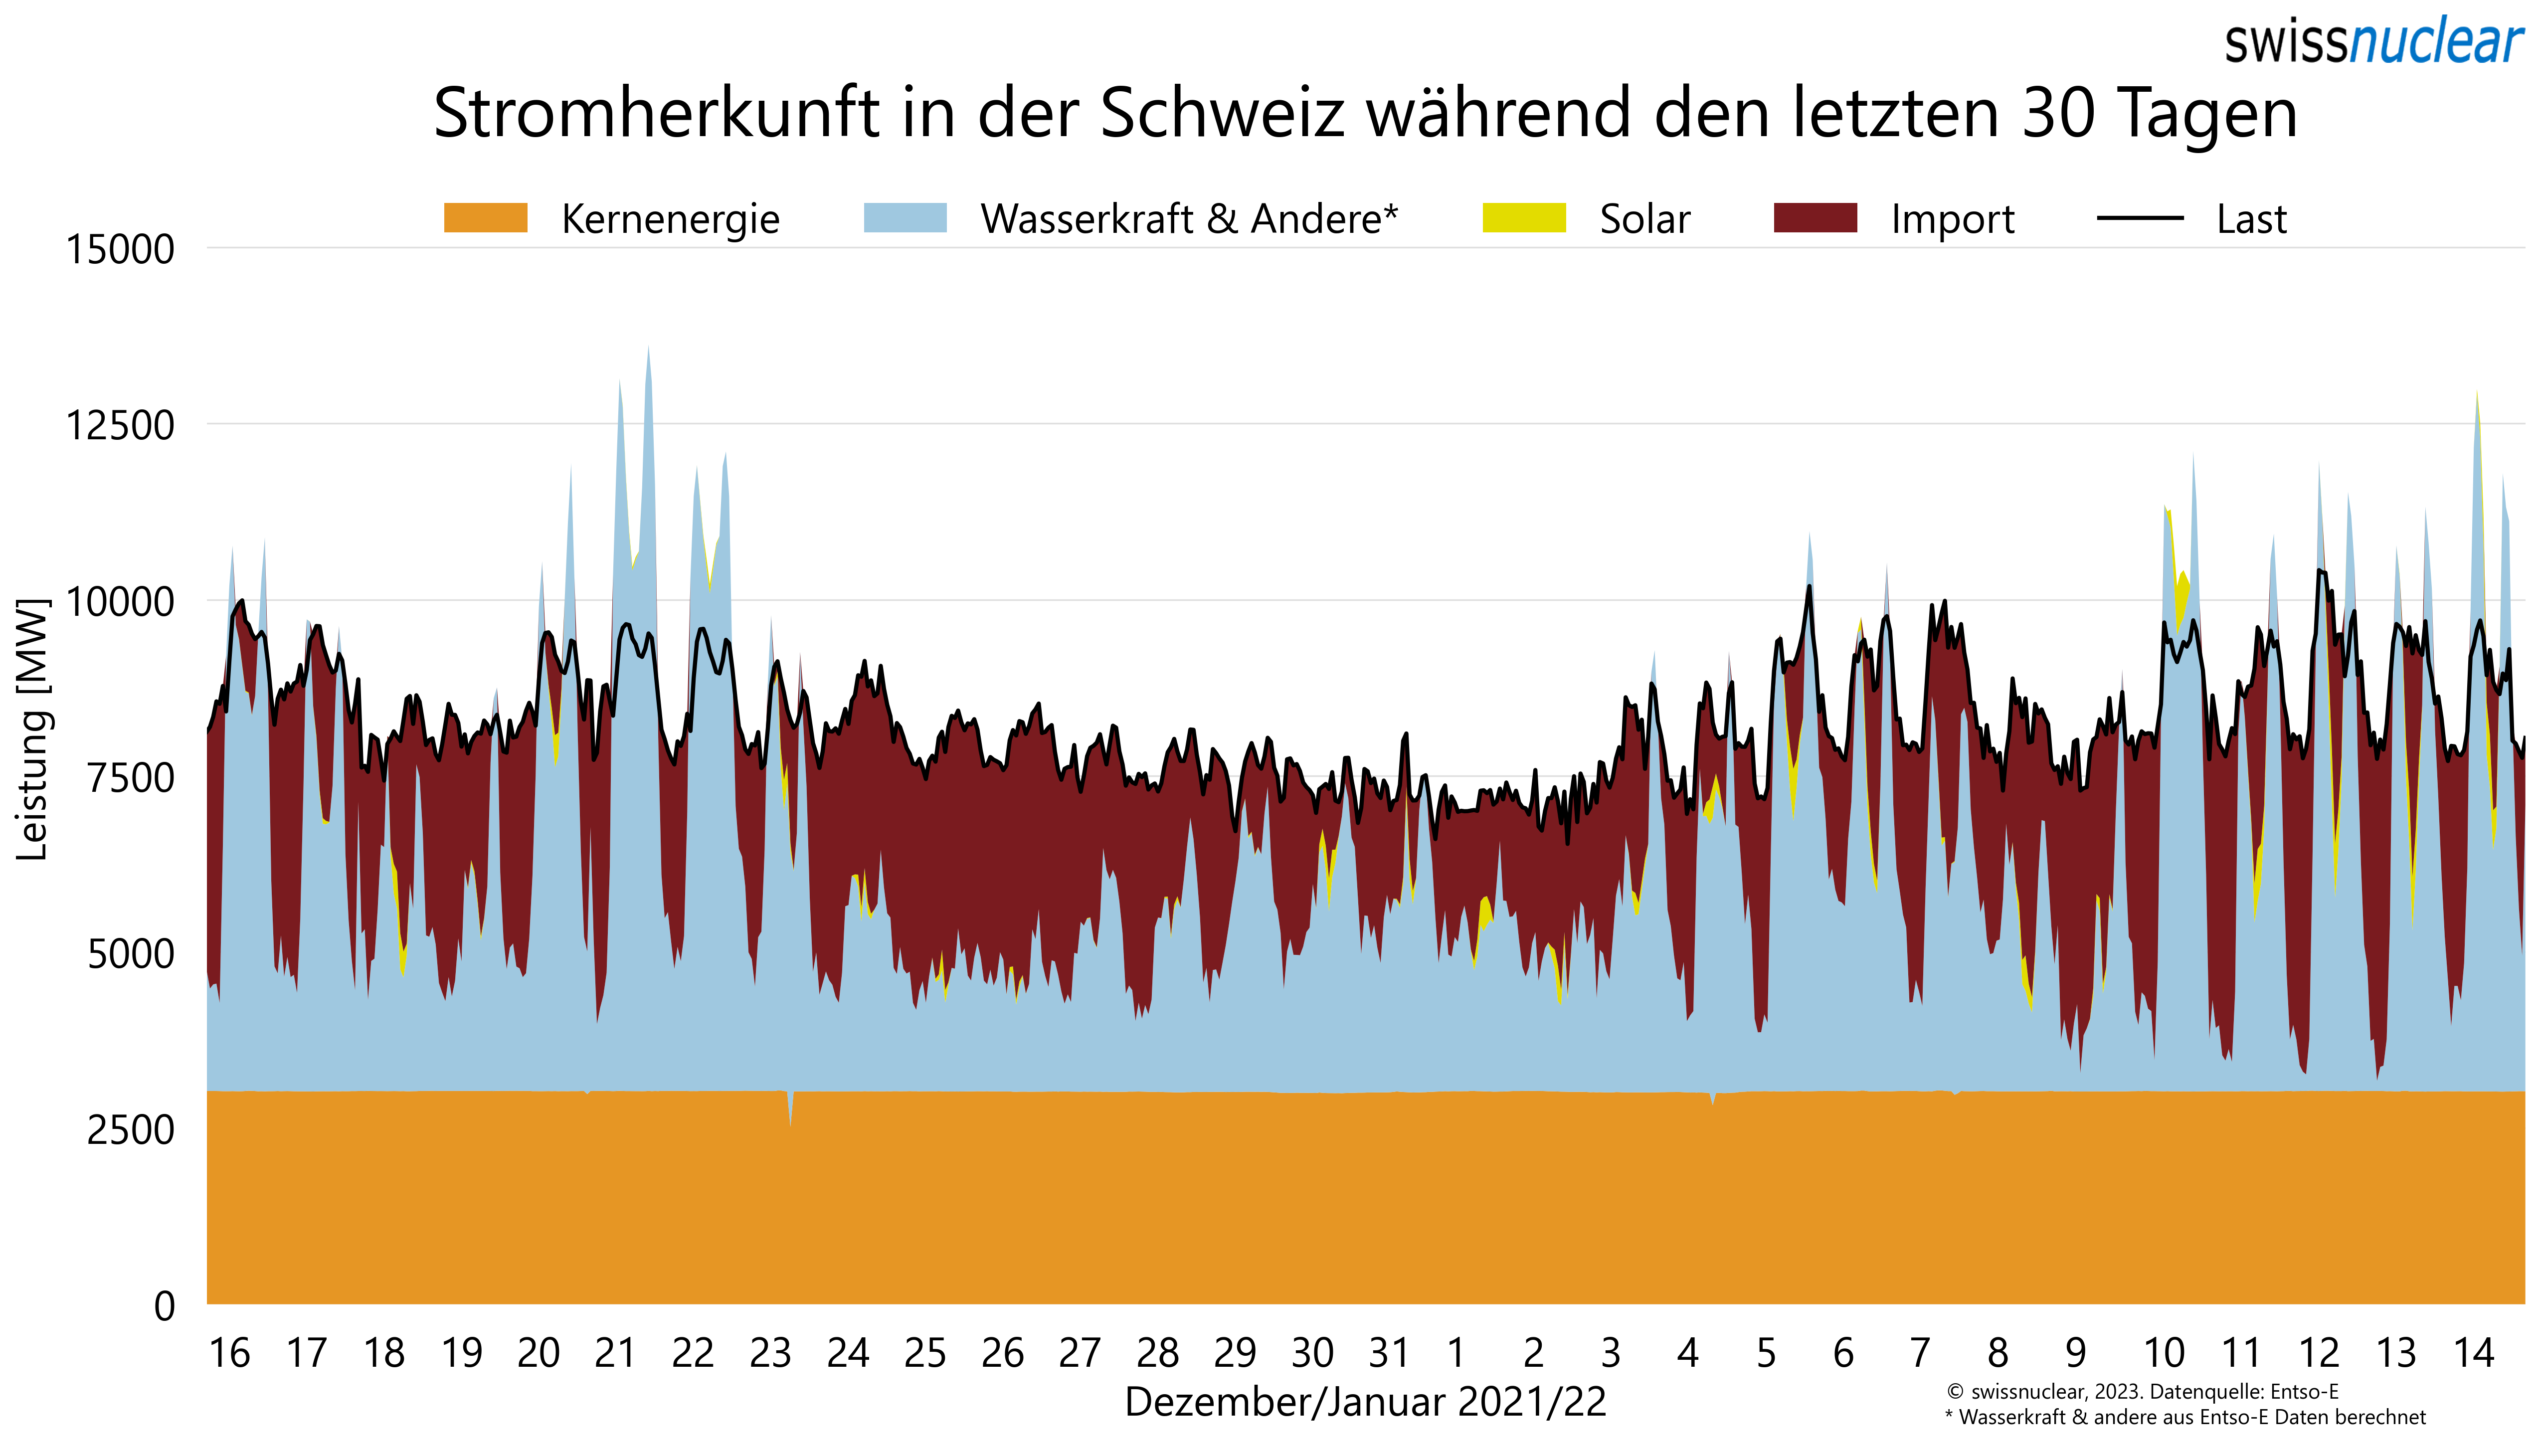 swissnuclear
Stromherkunft in der Schweiz während den letzten 30 Tagen
Kernenergie Wasserkraft & Andere* Solar Import Last
15000
12500
10000
7500
5000
2500
0
Leistung [MW]
16 17 18 19 20 21 22 23 24 25 26 27 28 29 30 31 1 2 3 4 5 6 7 8 9 10 11 12 13 14
Dezember/Januar 2021/22
© swissnuclear, 2023. Datenquelle: Entso-E
* Wasserkraft & andere aus Entso-E Daten berechnet